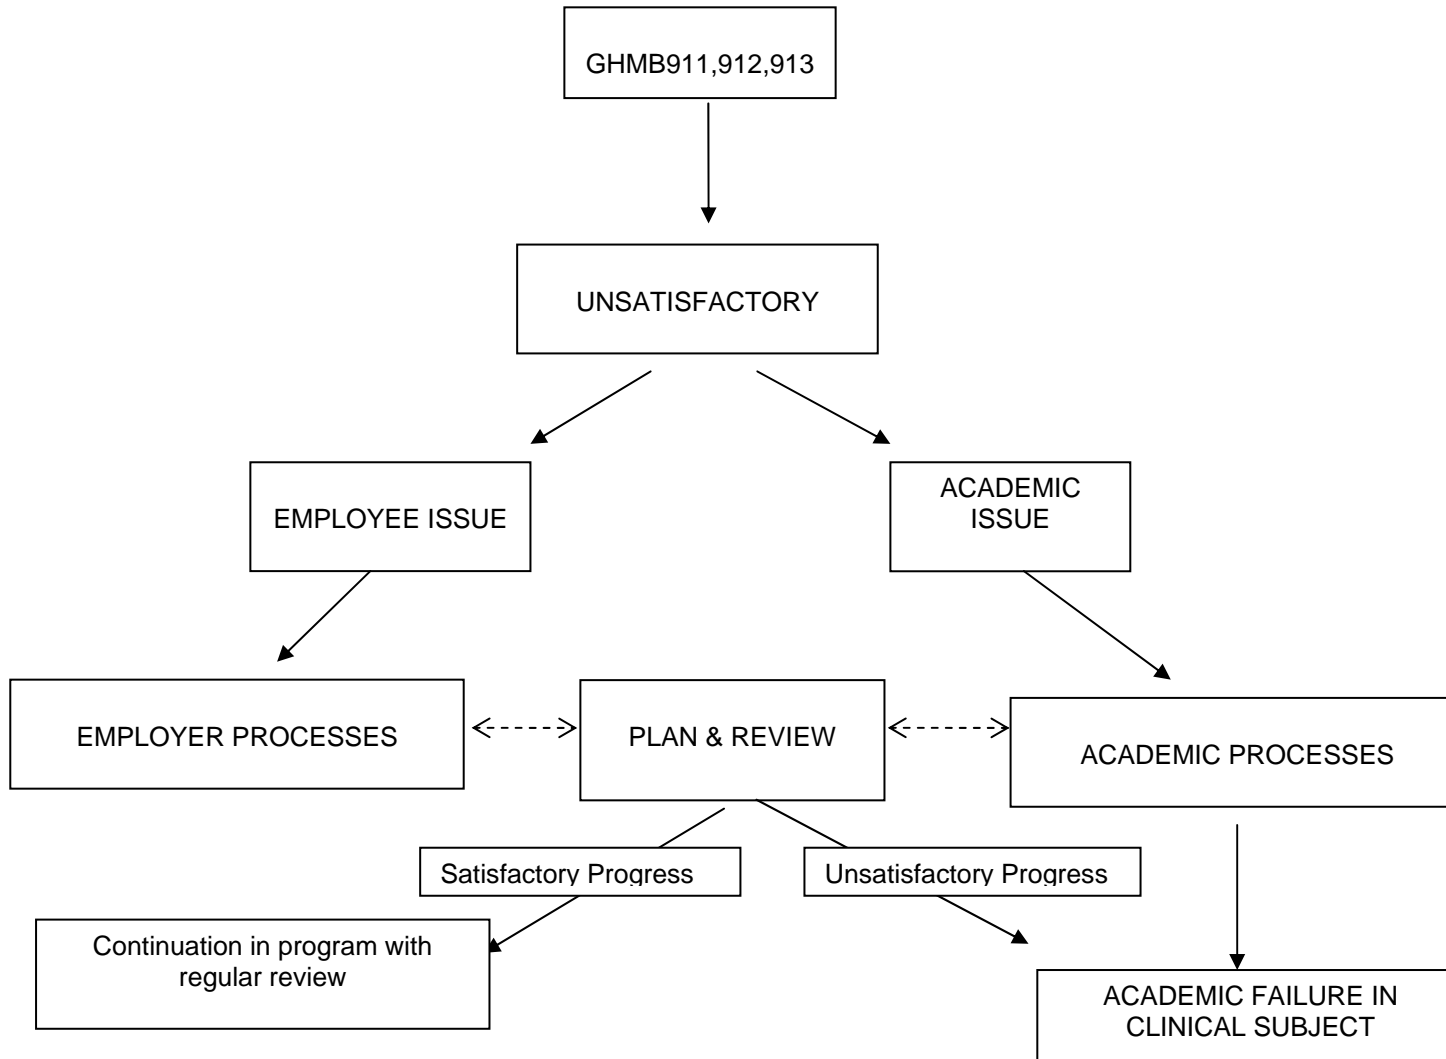 GHMB911,912,913
UNSATISFACTORY
EMPLOYEE ISSUE
ACADEMIC
ISSUE
EMPLOYER PROCESSES
PLAN & REVIEW
ACADEMIC PROCESSES
Satisfactory Progress
Unsatisfactory Progress
Continuation in program with
regular review
ACADEMIC FAILURE IN
CLINICAL SUBJECT